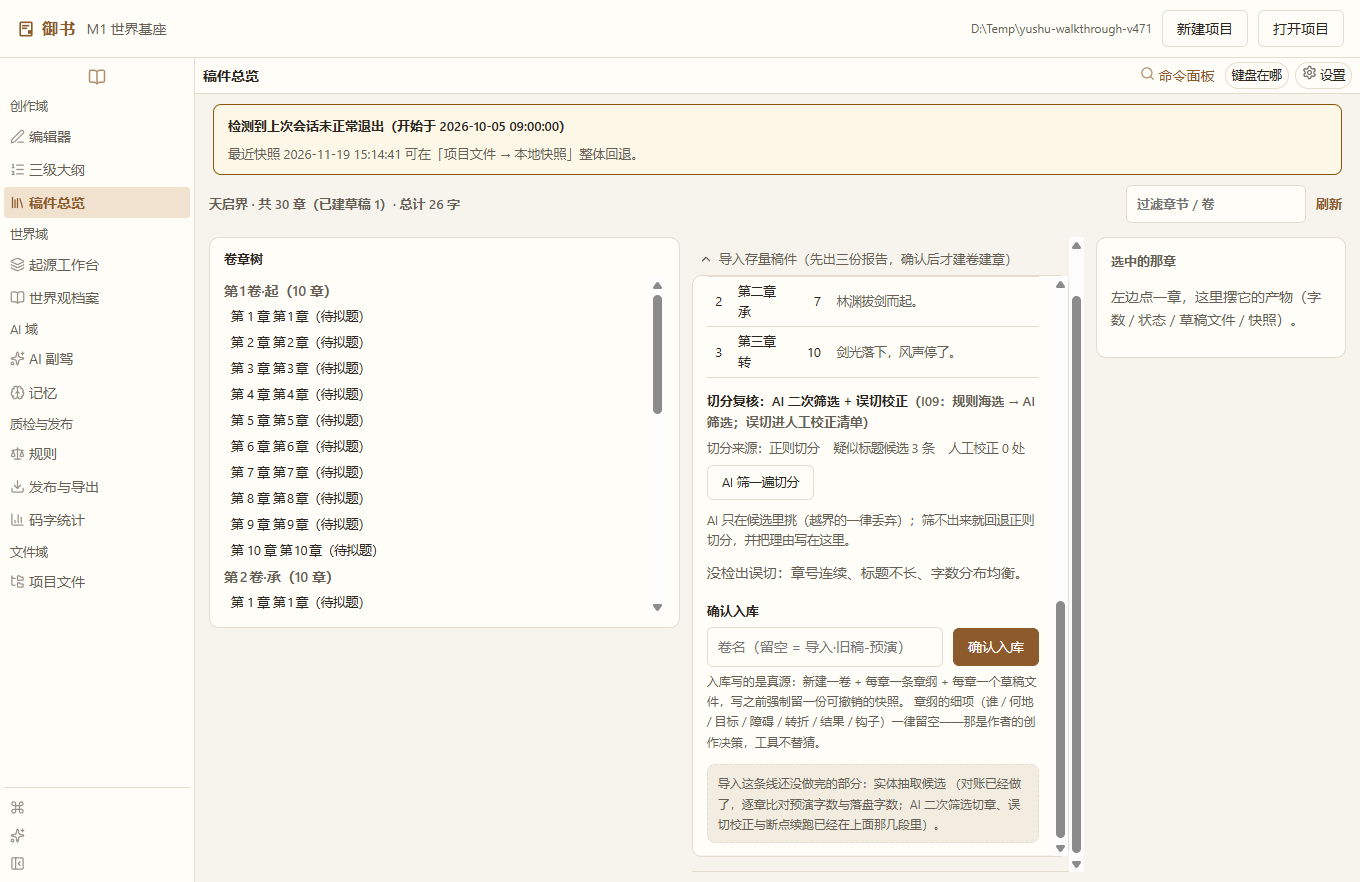 御书 M1 世界基座
D:\Temp\yushu-walkthrough-v471 新建项目 打开项目
创作域
编辑器
三级大纲
稿件总览
世界域
起源工作台
世界观档案
AI 域
AI 副驾
记忆
质检与发布
规则
发布与导出
码字统计
文件域
项目文件
稿件总览
命令面板 键盘在哪 设置
检测到上次会话未正常退出（开始于 2026-10-05 09:00:00）
最近快照 2026-11-19 15:14:41 可在「项目文件 → 本地快照」整体回退。
天启界 · 共 30 章（已建草稿 1）· 总计 26 字
过滤章节 / 卷 刷新
卷章树
第1卷·起（10 章）
第 1 章 第1章（待拟题）
第 2 章 第2章（待拟题）
第 3 章 第3章（待拟题）
第 4 章 第4章（待拟题）
第 5 章 第5章（待拟题）
第 6 章 第6章（待拟题）
第 7 章 第7章（待拟题）
第 8 章 第8章（待拟题）
第 9 章 第9章（待拟题）
第 10 章 第10章（待拟题）
第2卷·承（10 章）
第 1 章 第1章（待拟题）
导入存量稿件（先出三份报告，确认后才建卷建章）
2 第二章 承 7 林渊拔剑而起。
3 第三章 转 10 剑光落下，风声停了。
切分复核：AI 二次筛选 + 误切校正（I09：规则海选 → AI
筛选；误切进人工校正清单）
切分来源：正则切分 疑似标题候选 3 条 人工校正 0 处
AI 筛一遍切分
AI 只在候选里挑（越界的一律丢弃）；筛不出来就回退正则
切分，并把理由写在这里。
没检出误切：章号连续、标题不长、字数分布均衡。
确认入库
卷名（留空 = 导入·旧稿-预演） 确认入库
入库写的是真源：新建一卷 + 每章一条章纲 + 每章一个草稿文
件，写之前强制留一份可撤销的快照。 章纲的细项（谁 / 何地
/ 目标 / 障碍 / 转折 / 结果 / 钩子）一律留空——那是作者的创
作决策，工具不替猜。
导入这条线还没做完的部分：实体抽取候选 （对账已经做
了，逐章比对预演字数与落盘字数；AI 二次筛选切章、误
切校正与断点续跑已经在上面那几段里）。
选中的那章
左边点一章，这里摆它的产物（字
数 / 状态 / 草稿文件 / 快照）。